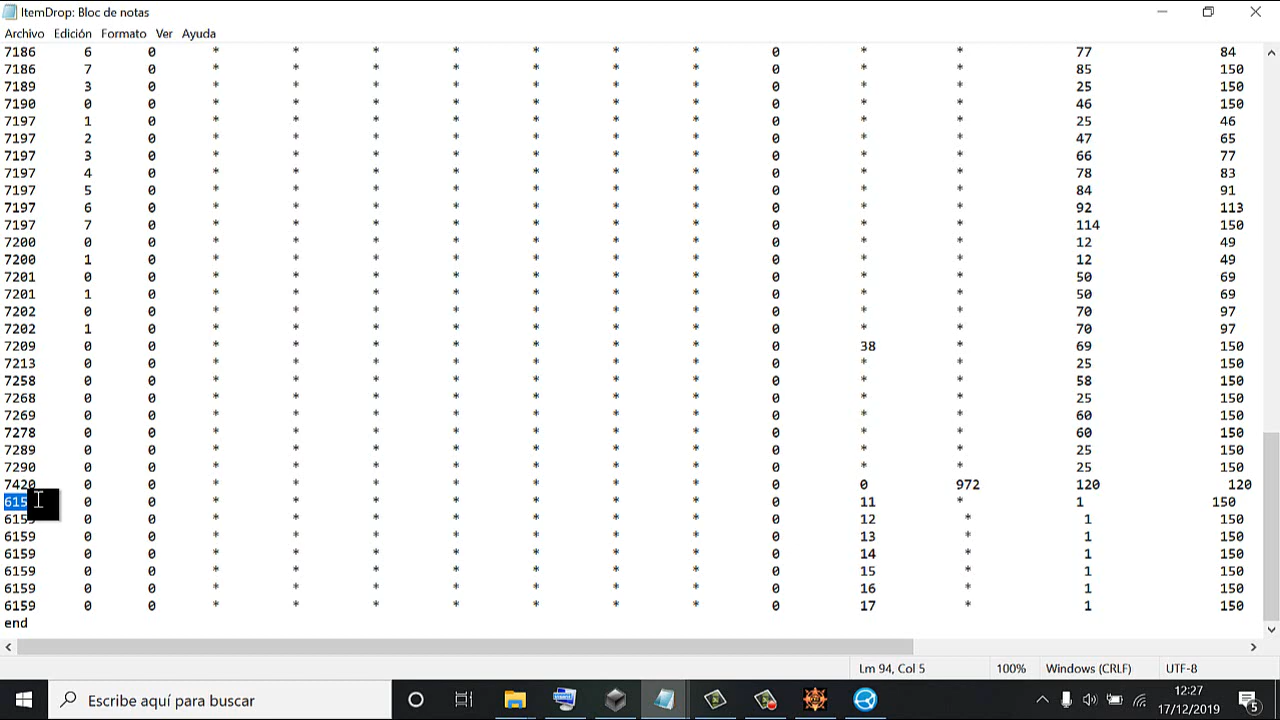 ItemDrop: Bloc de notas
Archivo Edición Formato Ver Ayuda
7186 6 0 * * * * * * * 0 * * 77 84
7186 7 0 * * * * * * * 0 * * 85 150
7189 3 0 * * * * * * * 0 * * 25 150
7190 0 0 * * * * * * * 0 * * 46 150
7197 1 0 * * * * * * * 0 * * 25 46
7197 2 0 * * * * * * * 0 * * 47 65
7197 3 0 * * * * * * * 0 * * 66 77
7197 4 0 * * * * * * * 0 * * 78 83
7197 5 0 * * * * * * * 0 * * 84 91
7197 6 0 * * * * * * * 0 * * 92 113
7197 7 0 * * * * * * * 0 * * 114 150
7200 0 0 * * * * * * * 0 * * 12 49
7200 1 0 * * * * * * * 0 * * 12 49
7201 0 0 * * * * * * * 0 * * 50 69
7201 1 0 * * * * * * * 0 * * 50 69
7202 0 0 * * * * * * * 0 * * 70 97
7202 1 0 * * * * * * * 0 * * 70 97
7209 0 0 * * * * * * * 0 38 * 69 150
7213 0 0 * * * * * * * 0 * * 25 150
7258 0 0 * * * * * * * 0 * * 58 150
7268 0 0 * * * * * * * 0 * * 25 150
7269 0 0 * * * * * * * 0 * * 60 150
7278 0 0 * * * * * * * 0 * * 60 150
7289 0 0 * * * * * * * 0 * * 25 150
7290 0 0 * * * * * * * 0 * * 25 150
7420 0 0 * * * * * * * 0 0 972 120 120
615 0 0 * * * * * * * 0 11 * 1 150
6159 0 0 * * * * * * * 0 12 * 1 150
6159 0 0 * * * * * * * 0 13 * 1 150
6159 0 0 * * * * * * * 0 14 * 1 150
6159 0 0 * * * * * * * 0 15 * 1 150
6159 0 0 * * * * * * * 0 16 * 1 150
6159 0 0 * * * * * * * 0 17 * 1 150
end
Lm 94, Col 5 100% Windows (CRLF) UTF-8
Escribe aquí para buscar
12:27
17/12/2019
5